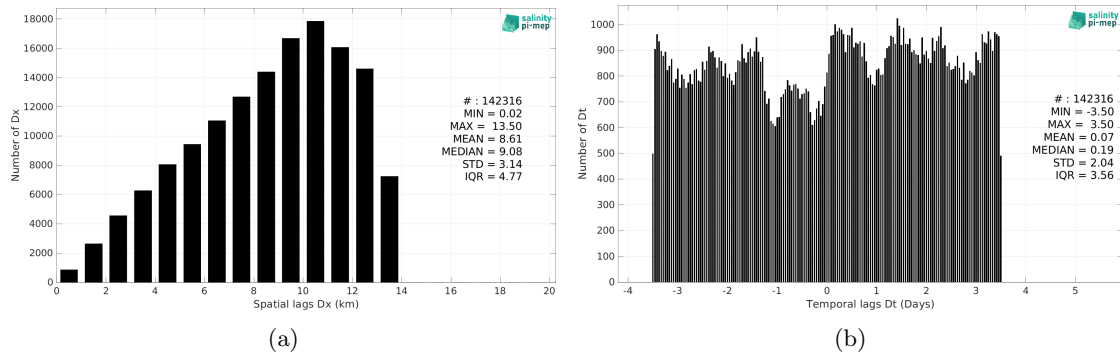 18000
16000
14000
12000
10000
8000
6000
4000
2000
0
Number of Dx
salinity
pi-mep
# : 142316
MIN = 0.02
MAX = 13.50
MEAN = 8.61
MEDIAN = 9.08
STD = 3.14
IQR = 4.77
0 2 4 6 8 10 12 14 16 18 20
Spatial lags Dx (km)
(a)
1000
900
800
700
600
500
400
300
200
100
0
Number of Dt
salinity
pi-mep
# : 142316
MIN = -3.50
MAX = 3.50
MEAN = 0.07
MEDIAN = 0.19
STD = 2.04
IQR = 3.56
-4 -3 -2 -1 0 1 2 3 4 5
Temporal lags Dt (Days)
(b)